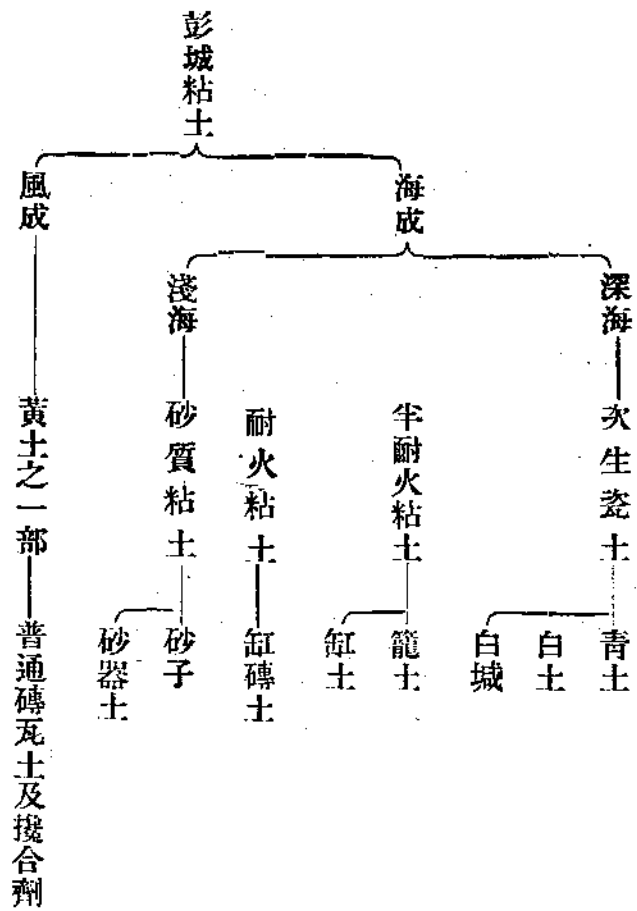 彭城粘土
海成
風成
深海
淺海
次生瓷土
半耐火粘土
耐火粘土
砂質粘土
黃土之一部
青土
白土
白堿
籠土
缸土
缸磚土
砂子
砂器土
普通磚瓦土及攙合劑